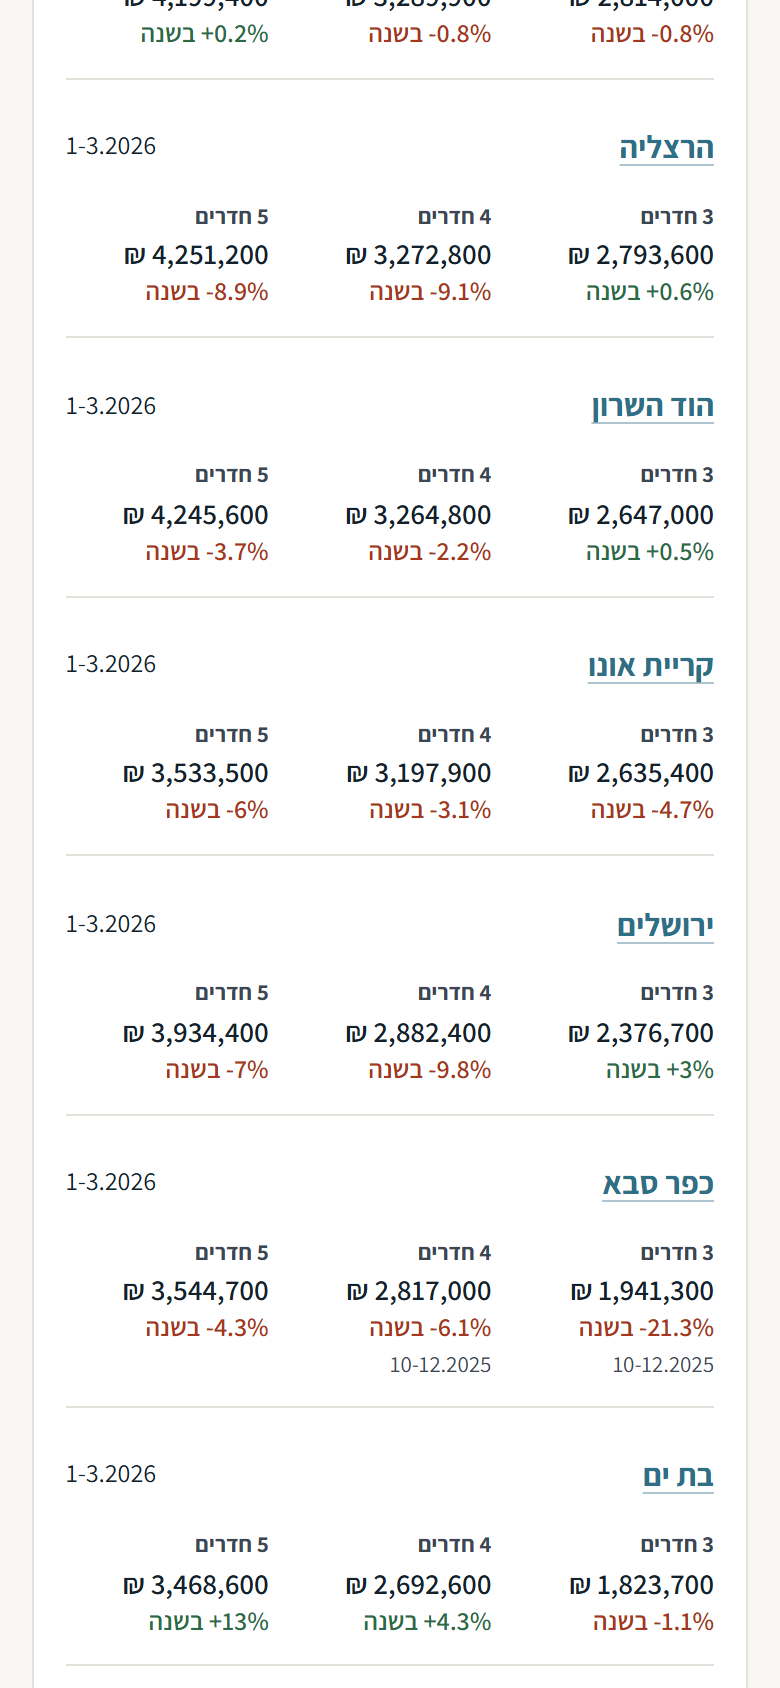 -0.8% בשנה -0.8% בשנה +0.2% בשנה
הרצליה 1-3.2026
3 חדרים 4 חדרים 5 חדרים
2,793,600 ₪ 3,272,800 ₪ 4,251,200 ₪
+0.6% בשנה -9.1% בשנה -8.9% בשנה
הוד השרון 1-3.2026
3 חדרים 4 חדרים 5 חדרים
2,647,000 ₪ 3,264,800 ₪ 4,245,600 ₪
+0.5% בשנה -2.2% בשנה -3.7% בשנה
קריית אונו 1-3.2026
3 חדרים 4 חדרים 5 חדרים
2,635,400 ₪ 3,197,900 ₪ 3,533,500 ₪
-4.7% בשנה -3.1% בשנה -6% בשנה
ירושלים 1-3.2026
3 חדרים 4 חדרים 5 חדרים
2,376,700 ₪ 2,882,400 ₪ 3,934,400 ₪
+3% בשנה -9.8% בשנה -7% בשנה
כפר סבא 1-3.2026
3 חדרים 4 חדרים 5 חדרים
1,941,300 ₪ 2,817,000 ₪ 3,544,700 ₪
-21.3% בשנה -6.1% בשנה -4.3% בשנה
10-12.2025 10-12.2025
בת ים 1-3.2026
3 חדרים 4 חדרים 5 חדרים
1,823,700 ₪ 2,692,600 ₪ 3,468,600 ₪
-1.1% בשנה +4.3% בשנה +13% בשנה